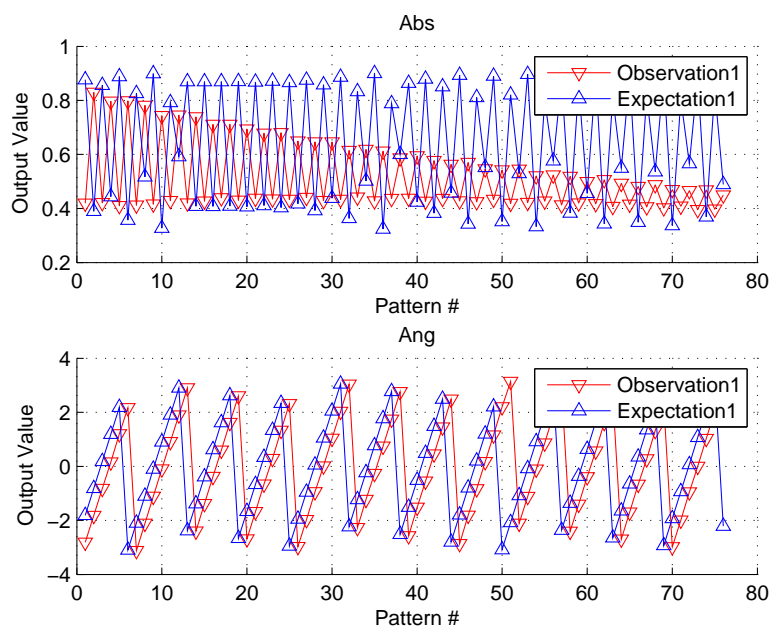 Abs
1
0.8
0.6
0.4
0.2
Output Value
Observation1
Expectation1
0 10 20 30 40 50 60 70 80
Pattern #
Ang
4
2
0
−2
−4
Output Value
Observation1
Expectation1
0 10 20 30 40 50 60 70 80
Pattern #